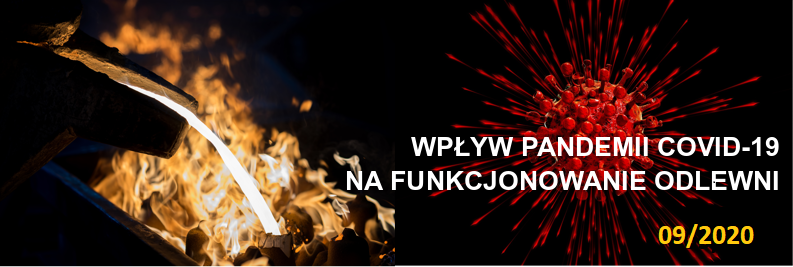 WPŁYW PANDEMII COVID-19
NA FUNKCJONOWANIE ODLEWNI
09/2020